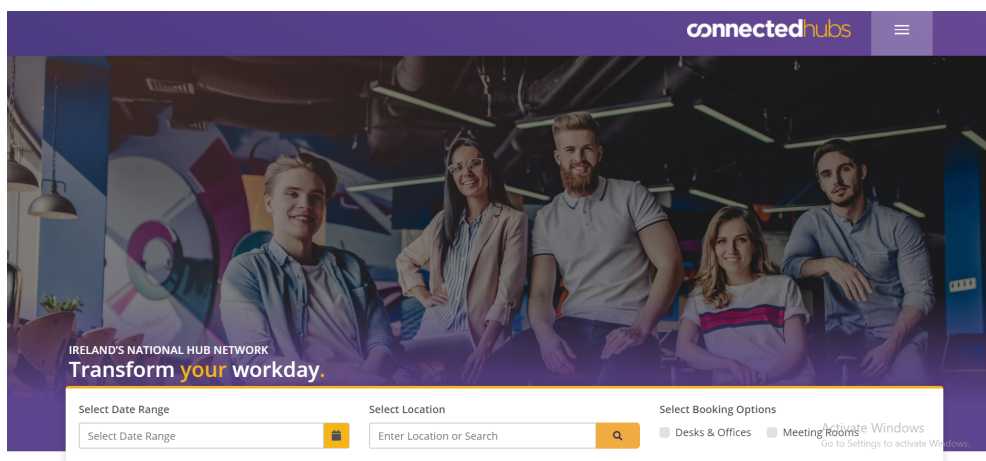 connectedhubs
IRELAND'S NATIONAL HUB NETWORK
Transform your workday.
Select Date Range
Select Date Range
Select Location
Enter Location or Search
Select Booking Options
Desks & Offices
Meeting Rooms
Activate Windows
Go to Settings to activate Windows.